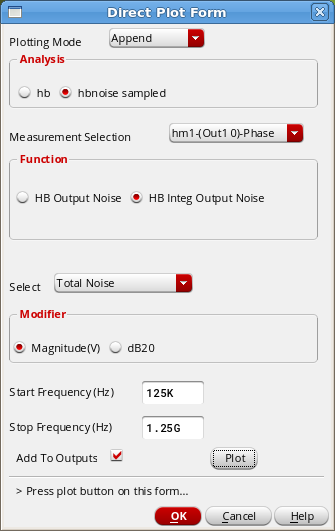 Direct Plot Form
Plotting Mode Append
Analysis
hb hbnoise sampled
Measurement Selection hm1-(Out1 0)-Phase
Function
HB Output Noise HB Integ Output Noise
Select Total Noise
Modifier
Magnitude(V) dB20
Start Frequency(Hz) 125K
Stop Frequency(Hz) 1.25G
Add To Outputs Plot
> Press plot button on this form...
OK Cancel Help